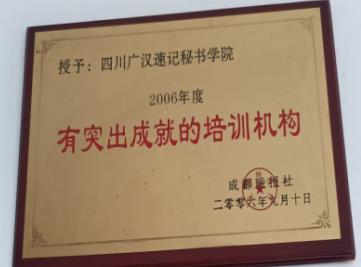 授予：四川广汉速记秘书学院
2006年度
有突出成就的培训机构
成都晚报社
二零零六年九月十日